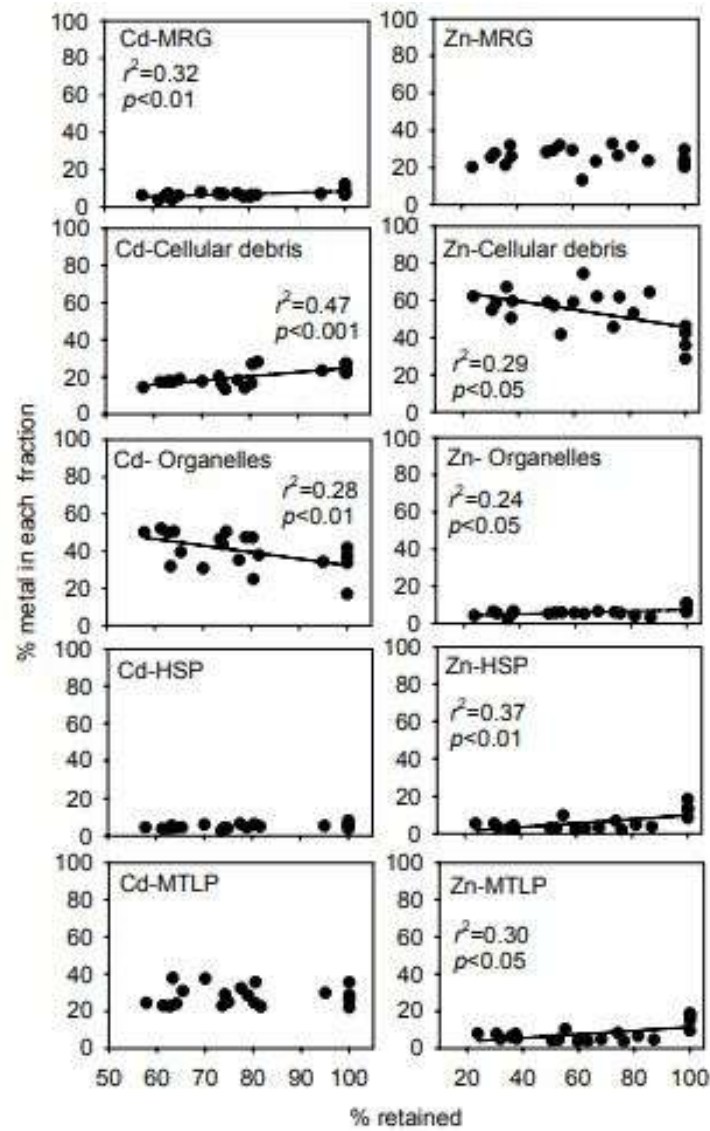 100
80
60
40
20
0
Cd-MRG
r²=0.32
p<0.01
100
80
60
40
20
0
Zn-MRG
100
80
60
40
20
0
Cd-Cellular debris
r²=0.47
p<0.001
100
80
60
40
20
0
Zn-Cellular debris
r²=0.29
p<0.05
100
80
60
40
20
0
Cd- Organelles
r²=0.28
p<0.01
100
80
60
40
20
0
Zn- Organelles
r²=0.24
p<0.05
100
80
60
40
20
0
Cd-HSP
100
80
60
40
20
0
Zn-HSP
r²=0.37
p<0.01
100
80
60
40
20
0
Cd-MTLP
50 60 70 80 90 100
100
80
60
40
20
0
Zn-MTLP
r²=0.30
p<0.05
20 40 60 80 100
% metal in each fraction
% retained